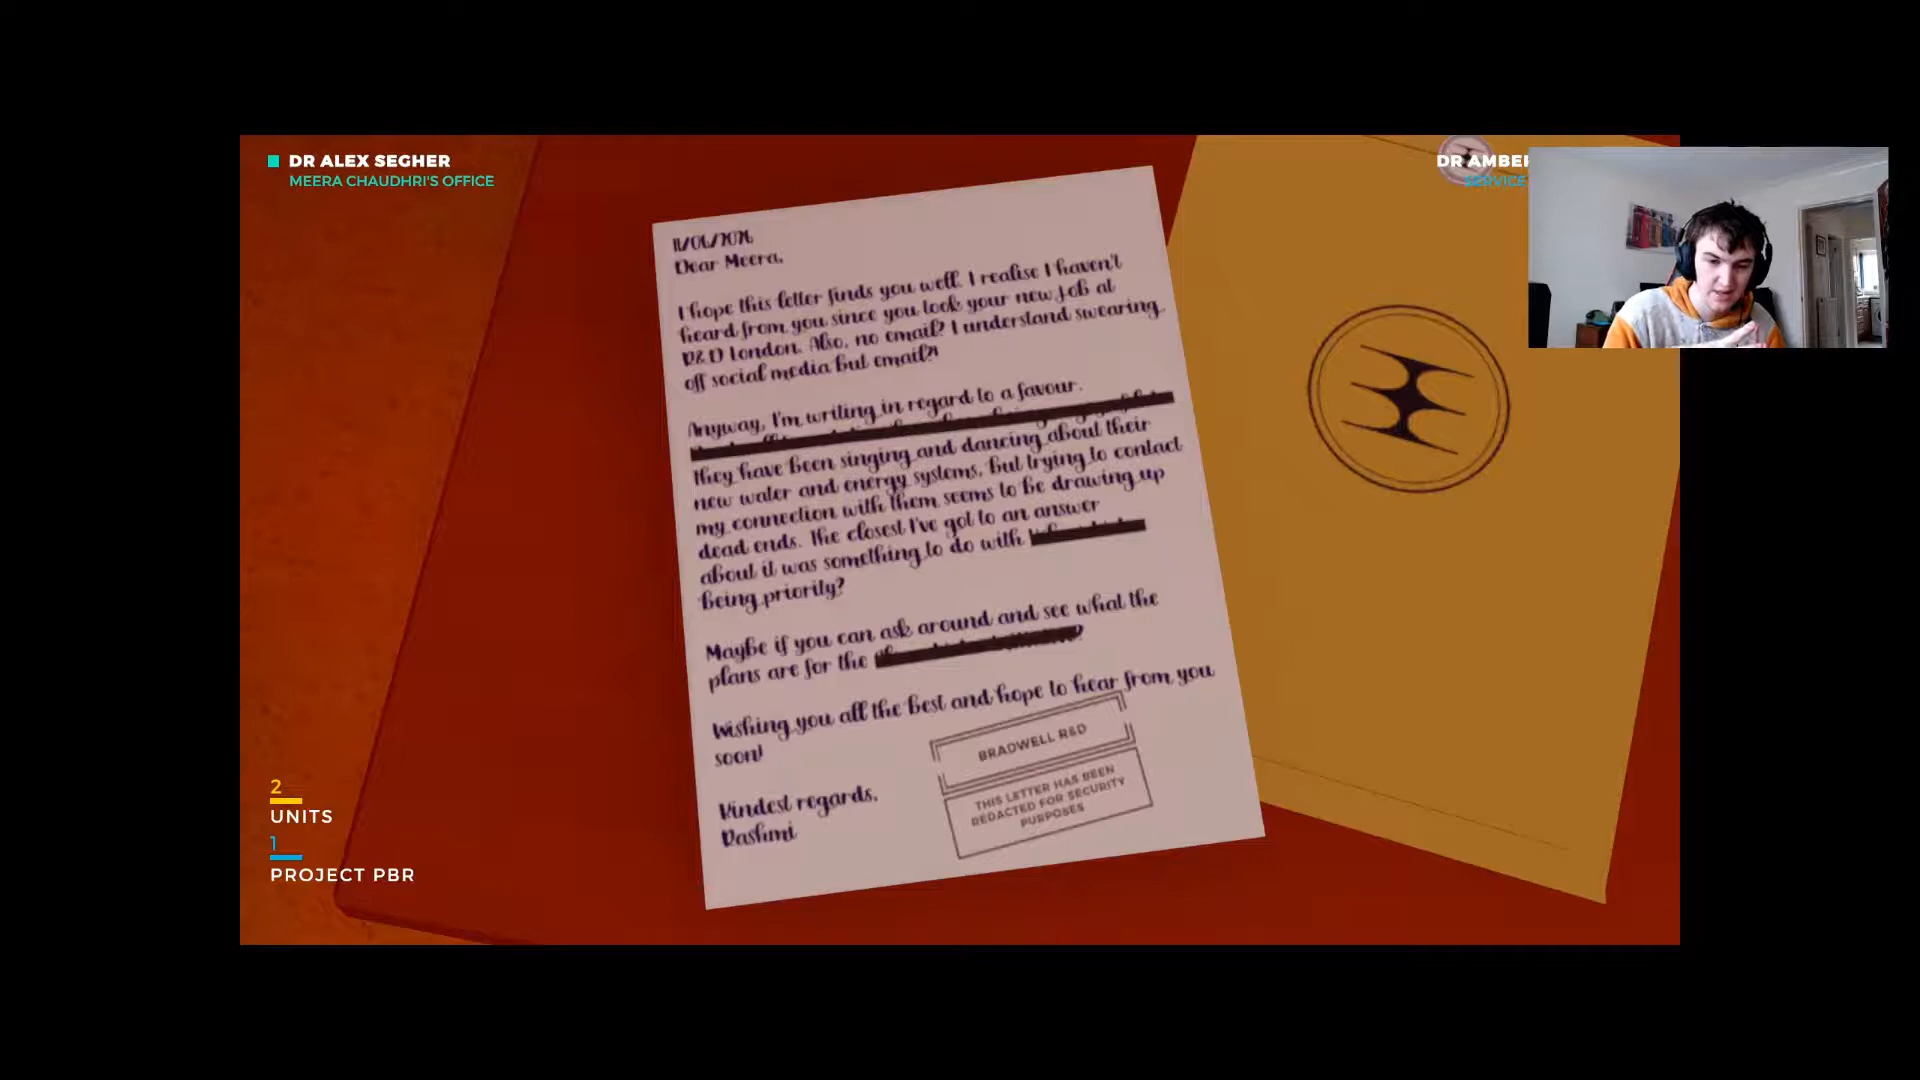 DR ALEX SEGHER
MEERA CHAUDHRI'S OFFICE
DR AMBER
SERVICE
Dear Meera,
I hope this letter finds you well. I realise I haven't
heard from you since you took your new job at
R&D London. Also, no email? I understand swearing
off social media but email?!
Anyway, I'm writing in regard to a favour.
They have been singing and dancing about their
new water and energy systems, but trying to contact
my connection with them seems to be drawing up
dead ends. The closest I've got to an answer
about it was something to do with
being priority?
Maybe if you can ask around and see what the
plans are for the
Wishing you all the best and hope to hear from you
soon!
Kindest regards,
Rashmi
BRADWELL R&D
THIS LETTER HAS BEEN
REDACTED FOR SECURITY
PURPOSES
2
UNITS
1
PROJECT PBR